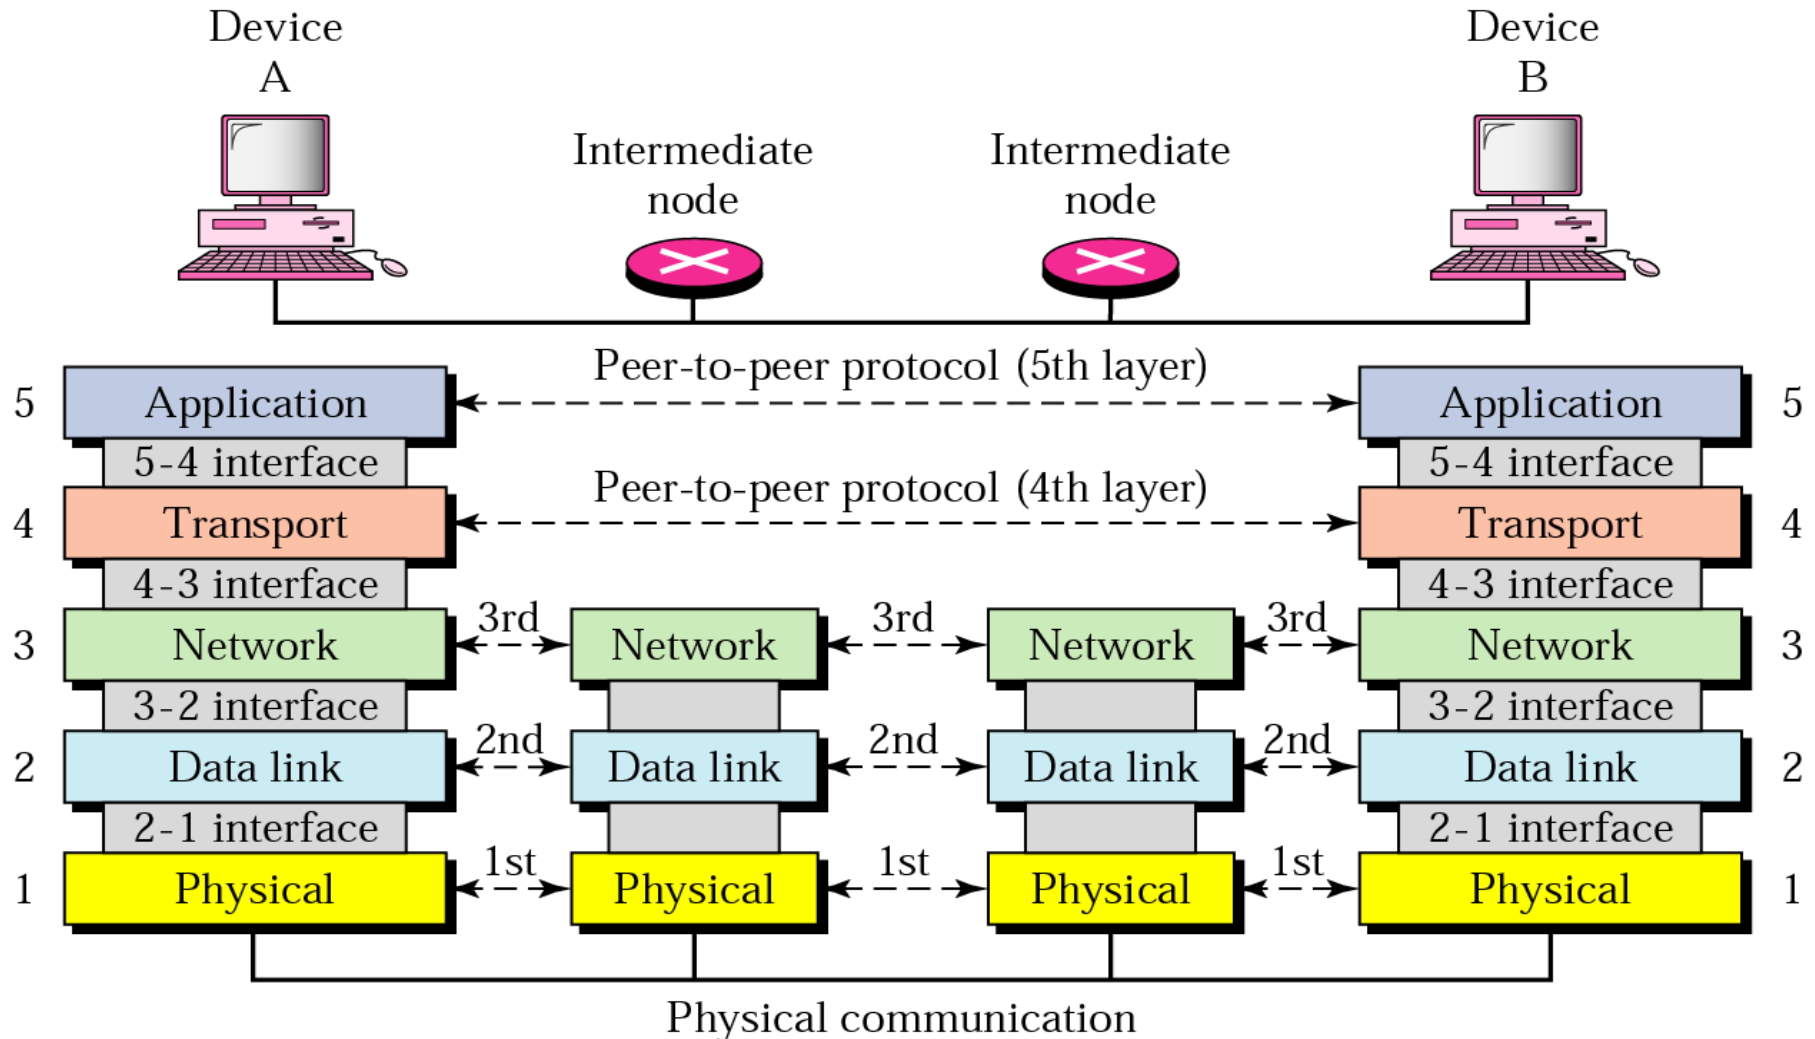 Device
A
Device
B
Intermediate
node
Intermediate
node
Peer-to-peer protocol (5th layer)
5
Application
Application
5
5-4 interface
5-4 interface
Peer-to-peer protocol (4th layer)
4
Transport
Transport
4
4-3 interface
4-3 interface
3rd
3rd
3rd
3
Network
Network
Network
Network
3
3-2 interface
3-2 interface
2nd
2nd
2nd
2
Data link
Data link
Data link
Data link
2
2-1 interface
2-1 interface
1st
1st
1st
1
Physical
Physical
Physical
Physical
1
Physical communication